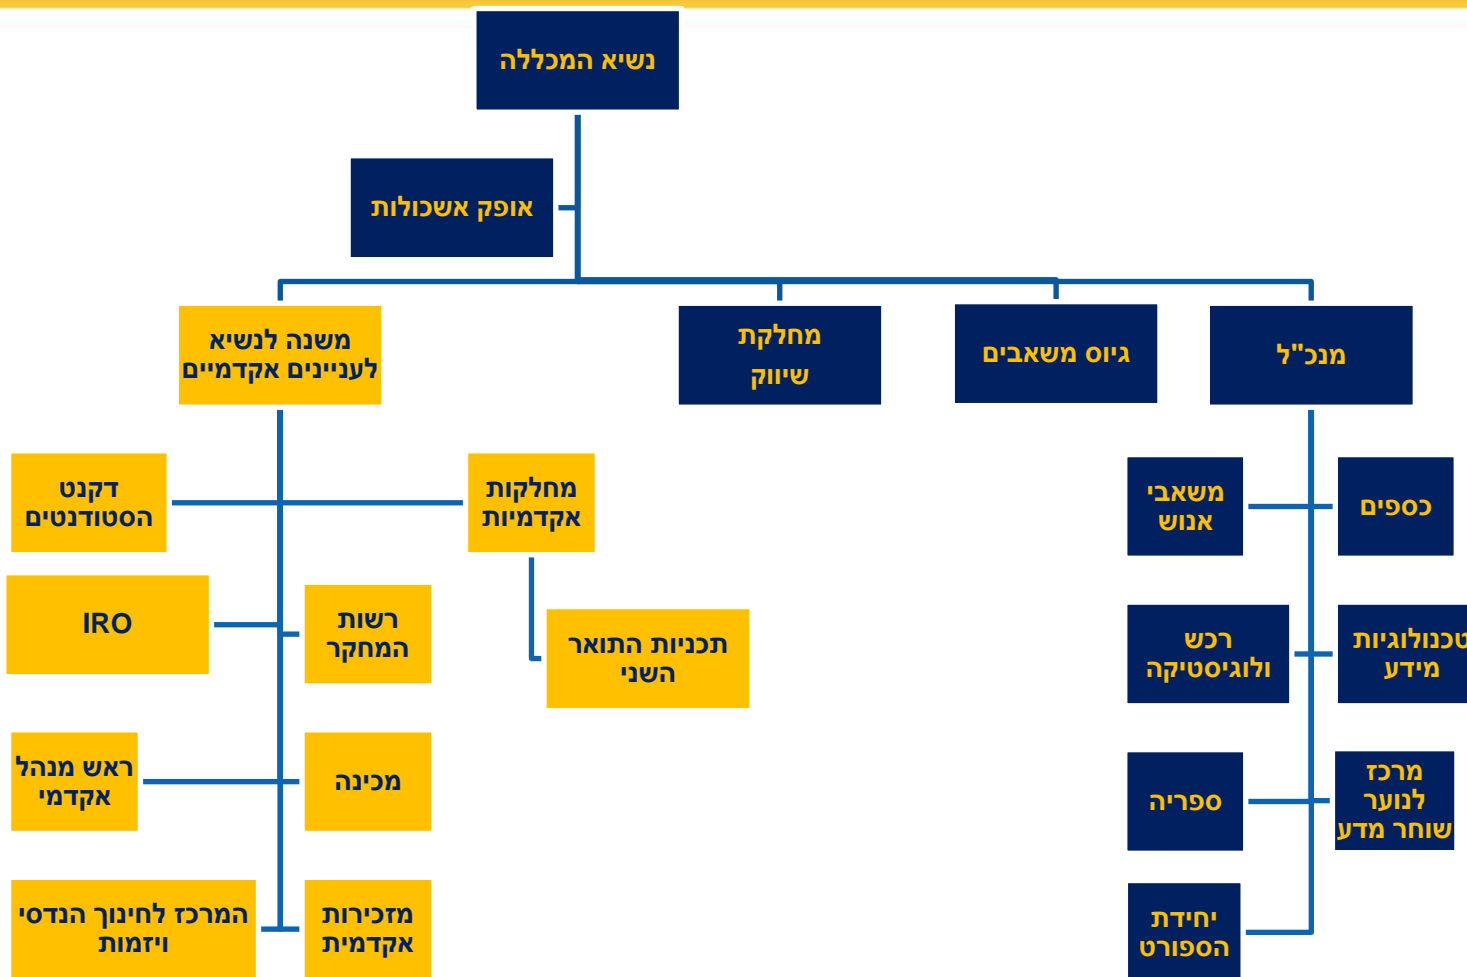 נשיא המכללה
אופק אשכולות
מנכ"ל
גיוס משאבים
מחלקת
שיווק
משנה לנשיא
לעניינים אקדמיים
כספים
משאבי
אנוש
טכנולוגיות
מידע
רכש
ולוגיסטיקה
מרכז
לנוער
שוחר מדע
ספריה
יחידת
הספורט
מחלקות
אקדמיות
דקנט
הסטודנטים
תכניות התואר
השני
רשות
המחקר
IRO
מכינה
ראש מנהל
אקדמי
מזכירות
אקדמית
המרכז לחינוך הנדסי
ויזמות